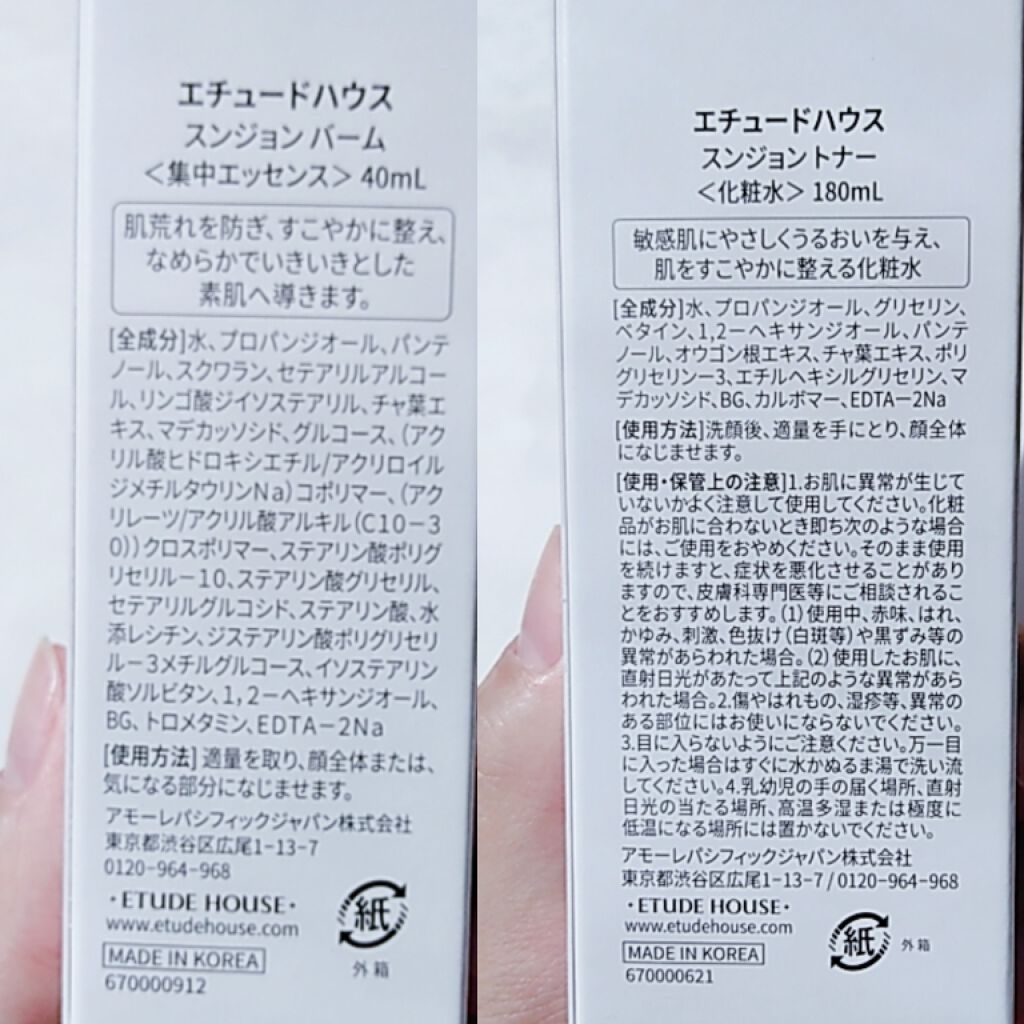 エチュードハウス
スンジョン バーム
＜集中エッセンス＞ 40mL
肌荒れを防ぎ、すこやかに整え、
なめらかでいきいきとした
素肌へ導きます。
[全成分]水、プロパンジオール、パンテ
ノール、スクワラン、セテアリルアルコー
ル、リンゴ酸ジイソステアリル、チャ葉エ
キス、マデカッソシド、グルコース、(アク
リル酸ヒドロキシエチル/アクリロイル
ジメチルタウリンNa)コポリマー、(アク
リレーツ/アクリル酸アルキル(C10-3
0))クロスポリマー、ステアリン酸ポリグ
リセリル-10、ステアリン酸グリセリル、
セテアリルグルコシド、ステアリン酸、水
添レシチン、ジステアリン酸ポリグリセリ
ル-3メチルグルコース、イソステアリン
酸ソルビタン、1,2-ヘキサンジオール、
BG、トロメタミン、EDTA-2Na
[使用方法] 適量を取り、顔全体または、
気になる部分になじませます。
アモーレパシフィックジャパン株式会社
東京都渋谷区広尾1-13-7
0120-964-968
・ETUDE HOUSE・
www.etudehouse.com
MADE IN KOREA
670000912
紙
外箱
エチュードハウス
スンジョントナー
＜化粧水＞ 180mL
敏感肌にやさしくうるおいを与え、
肌をすこやかに整える化粧水
[全成分]水、プロパンジオール、グリセリン、
ベタイン、1,2-ヘキサンジオール、パンテ
ノール、オウゴン根エキス、チャ葉エキス、ポリ
グリセリン-3、エチルヘキシルグリセリン、マ
デカッソシド、BG、カルボマー、EDTA-2Na
[使用方法]洗顔後、適量を手にとり、顔全体
になじませます。
[使用・保管上の注意]1.お肌に異常が生じて
いないかよく注意して使用してください。化粧
品がお肌に合わないとき即ち次のような場合
には、ご使用をおやめください。そのまま使用
を続けますと、症状を悪化させることがあり
ますので、皮膚科専門医等にご相談されるこ
とをおすすめします。(1)使用中、赤味、はれ、
かゆみ、刺激、色抜け(白斑等)や黒ずみ等の
異常があらわれた場合。(2)使用したお肌に、
直射日光があたって上記のような異常があら
われた場合。2.傷やはれもの、湿疹等、異常の
ある部位にはお使いにならないでください。
3.目に入らないようにご注意ください。万一目
に入った場合はすぐに水かぬるま湯で洗い流
してください。4.乳幼児の手の届く場所、直射
日光の当たる場所、高温多湿または極度に
低温になる場所には置かないでください。
アモーレパシフィックジャパン株式会社
東京都渋谷区広尾1-13-7/0120-964-968
・ETUDE HOUSE・
www.etudehouse.com
MADE IN KOREA
670000621
紙
外箱